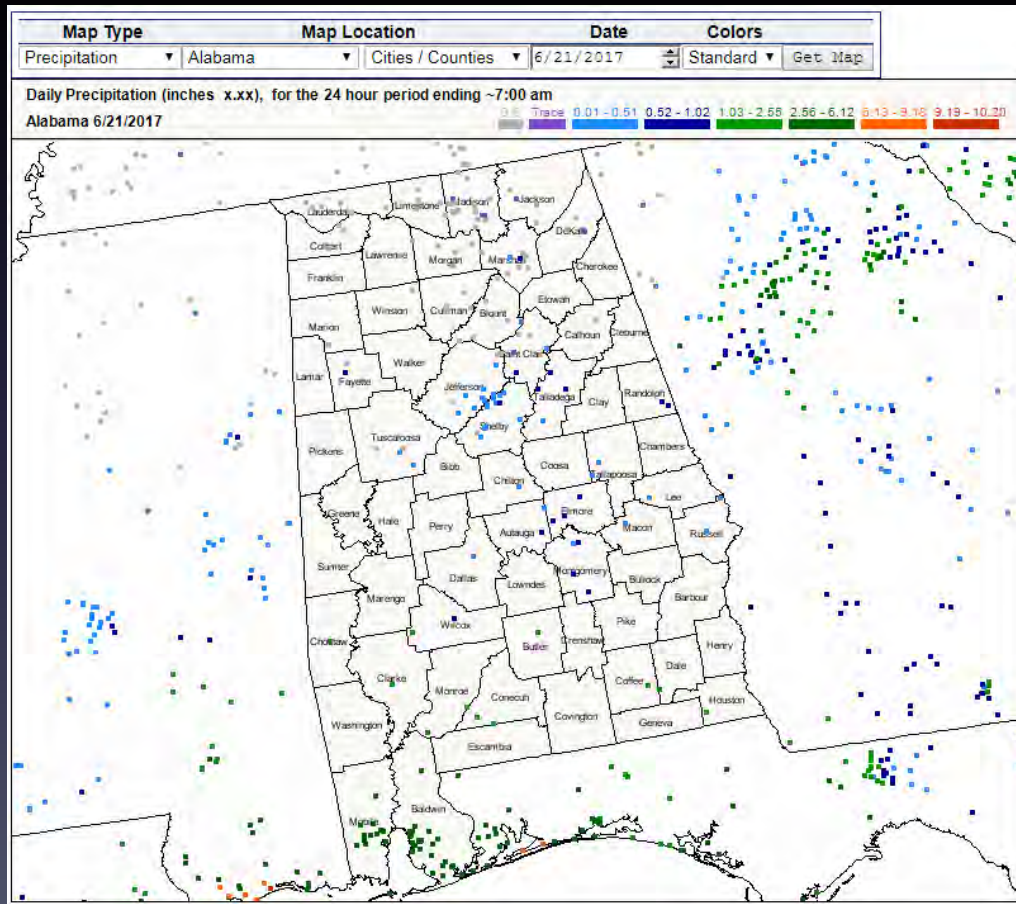 Map Type Map Location Date Colors
Precipitation Alabama Cities / Counties 6/21/2017 Standard Get Map
Daily Precipitation (inches x.xx), for the 24 hour period ending ~7:00 am
Alabama 6/21/2017
0.0 Trace 0.01 - 0.51 0.52 - 1.02 1.03 - 2.55 2.56 - 6.12 6.13 - 9.18 9.19 - 10.20
Lauderda Limestone Madison Jackson
Colbert Lawrence Morgan Marshall DeKalb
Franklin Cherokee
Marion Winston Cullman Blount Etowah
Calhoun Cleburne
Lamar Fayette Walker Jefferson Saint Clair
Talladega Clay Randolph
Pickens Tuscaloosa Shelby
Bibb Chilton Coosa Tallapoosa Chambers
Greene Hale Perry Autauga Elmore Lee
Macon Russell
Sumter Dallas Lowndes Montgomery Bullock
Marengo Barbour
Choctaw Wilcox Butler Crenshaw Pike Henry
Clarke Monroe Conecuh Coffee Dale
Washington Covington Geneva Houston
Escambia
Mobile Baldwin